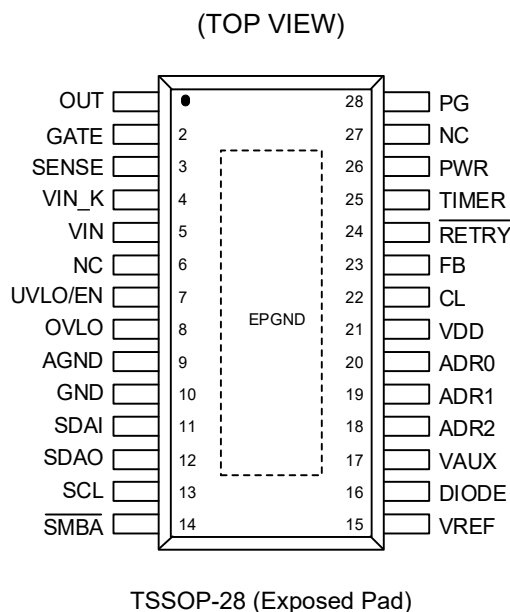 (TOP VIEW)
OUT 28 PG
GATE 2 27 NC
SENSE 3 26 PWR
VIN_K 4 25 TIMER
VIN 5 24 RETRY
NC 6 23 FB
UVLO/EN 7 22 CL
OVLO 8 EPGND 21 VDD
AGND 9 20 ADR0
GND 10 19 ADR1
SDAI 11 18 ADR2
SDAO 12 17 VAUX
SCL 13 16 DIODE
SMBA 14 15 VREF
TSSOP-28 (Exposed Pad)